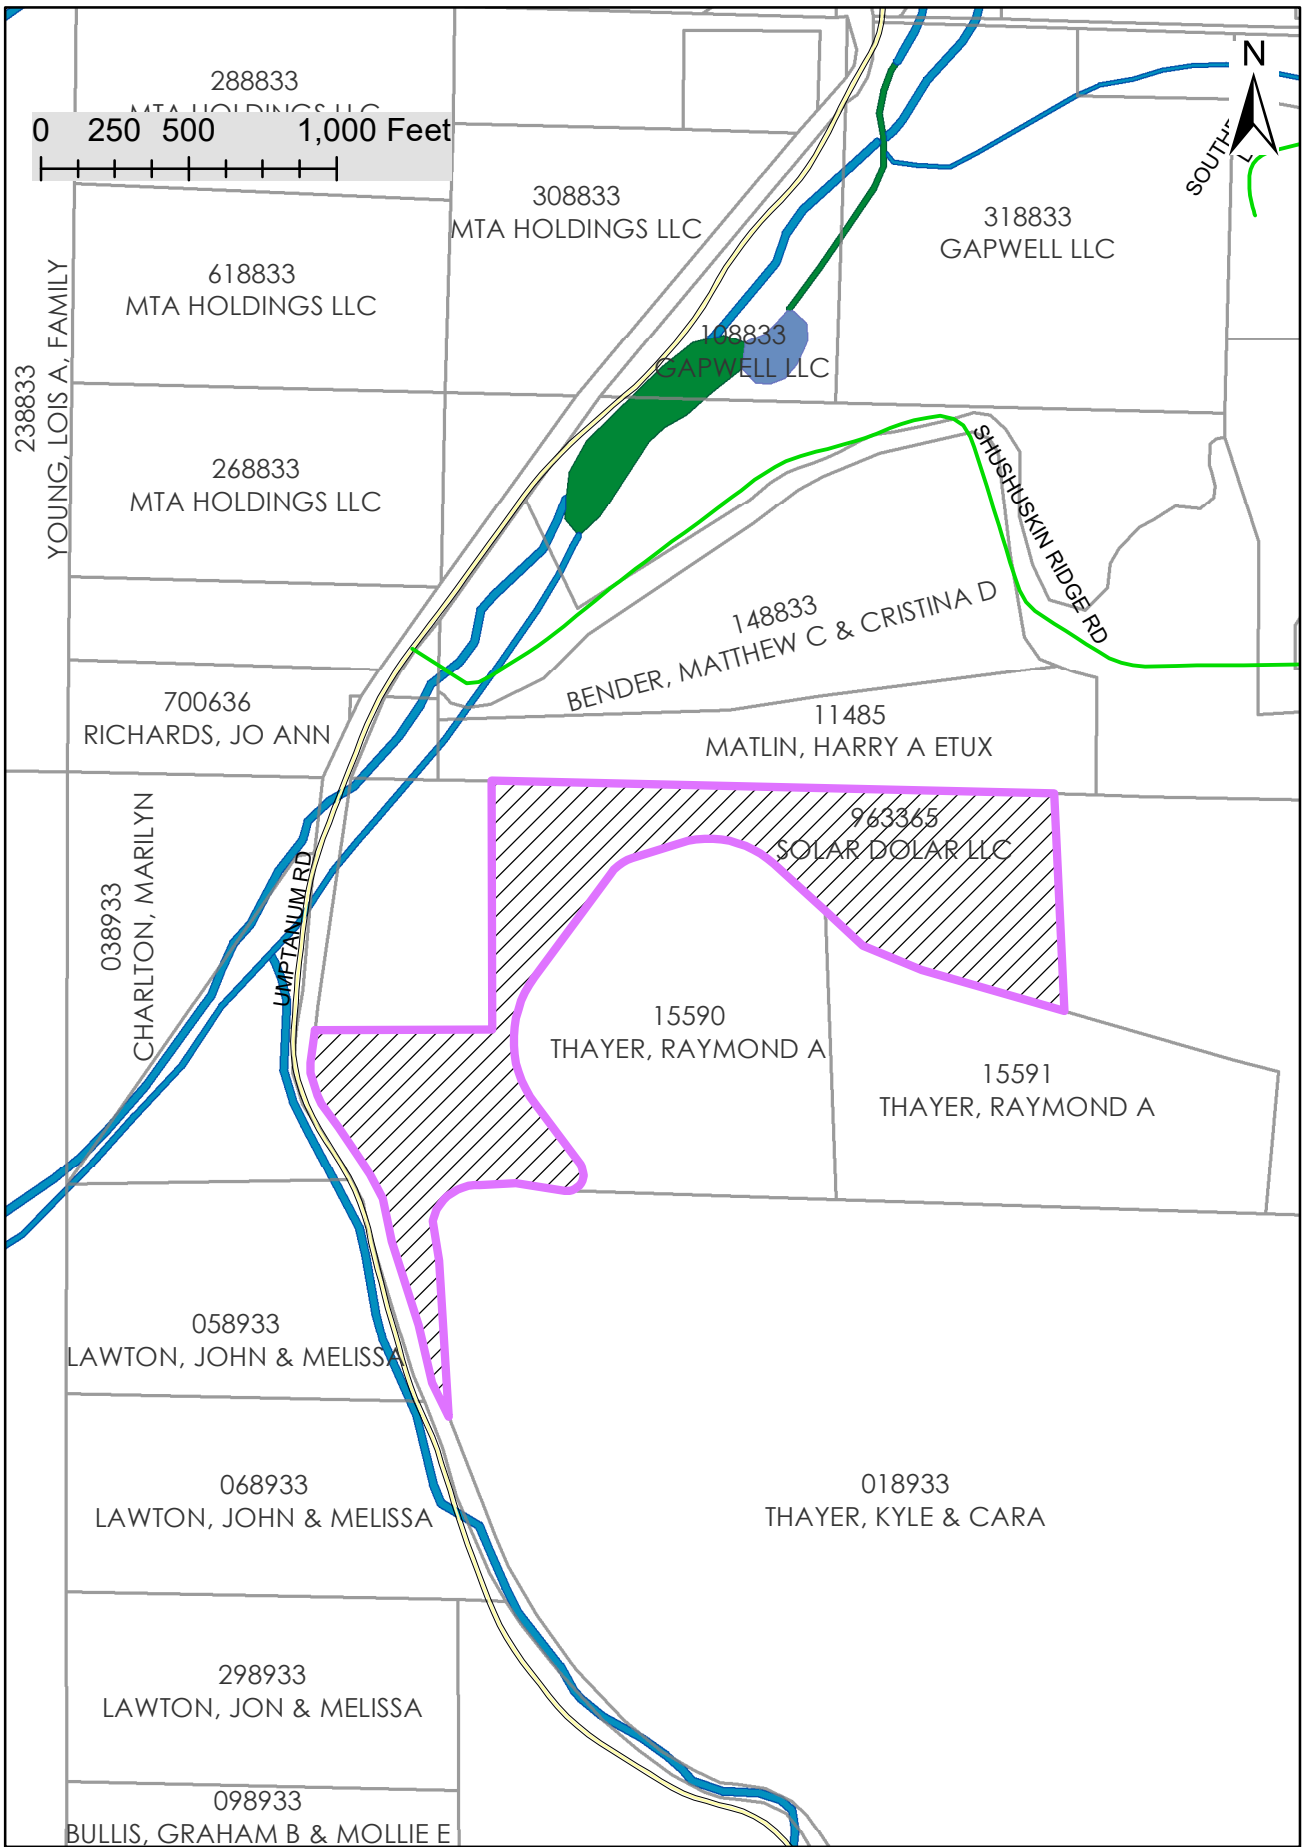 288833
MTA HOLDINGS LLC
N
0 250 500 1,000 Feet
308833
MTA HOLDINGS LLC
318833
GAPWELL LLC
618833
MTA HOLDINGS LLC
238833
YOUNG, LOIS A, FAMILY
108833
GAPWELL LLC
268833
MTA HOLDINGS LLC
SHUSHUSKIN RIDGE RD
148833
BENDER, MATTHEW C & CRISTINA D
700636
RICHARDS, JO ANN
11485
MATLIN, HARRY A ETUX
963365
SOLAR DOLAR LLC
038933
CHARLTON, MARILYN
UMPTANUM RD
15590
THAYER, RAYMOND A
15591
THAYER, RAYMOND A
058933
LAWTON, JOHN & MELISSA
068933
LAWTON, JOHN & MELISSA
018933
THAYER, KYLE & CARA
298933
LAWTON, JON & MELISSA
098933
BULLIS, GRAHAM B & MOLLIE E